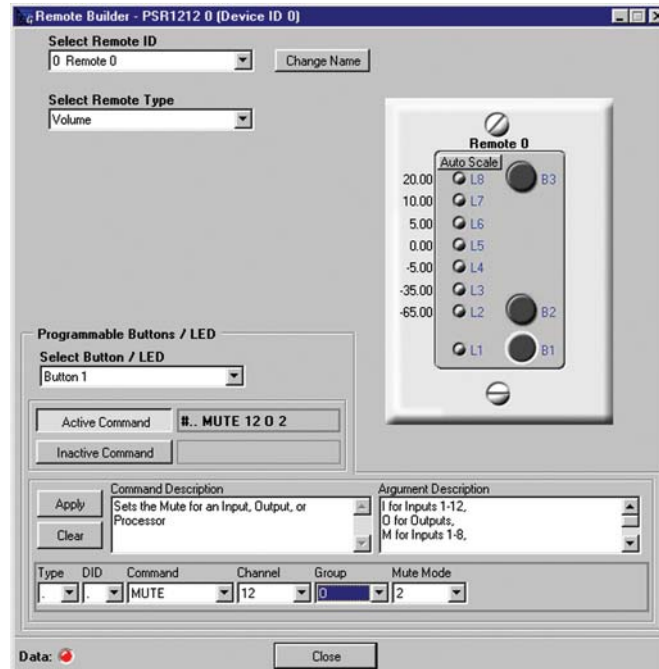 Remote Builder - PSR1212 0 (Device ID 0)
Select Remote ID
0 Remote 0
Change Name
Select Remote Type
Volume
Remote 0
Auto Scale
20.00 L8 B3
10.00 L7
5.00 L6
0.00 L5
-5.00 L4
-35.00 L3
-65.00 L2 B2
L1 B1
Programmable Buttons / LED
Select Button / LED
Button 1
Active Command #.. MUTE 12 O 2
Inactive Command
Command Description
Argument Description
Apply
Clear
Sets the Mute for an Input, Output, or
Processor
I for Inputs 1-12,
O for Outputs,
M for Inputs 1-8,
Type DID Command Channel Group Mute Mode
. . MUTE 12 O 2
Data:
Close